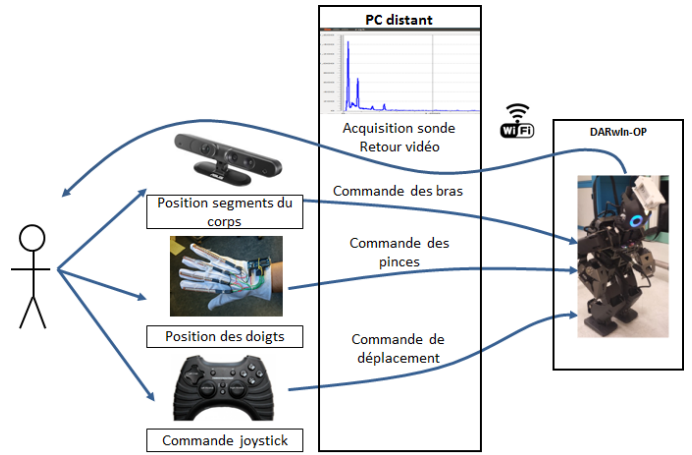 PC distant
Acquisition sonde
Retour vidéo
WiFi
DARwIn-OP
Commande des bras
Position segments du
corps
Commande des
pinces
Position des doigts
Commande de
déplacement
Commande joystick